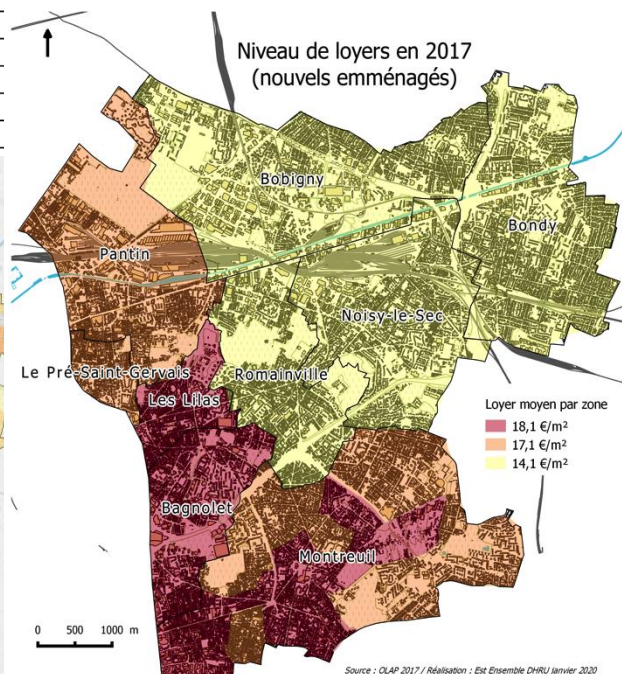 Niveau de loyers en 2017
(nouvels emménagés)
Bobigny
Bondy
Pantin
Noisy-le-Sec
Le Pré-Saint-Gervais
Romainville
Les Lilas
Loyer moyen par zone
18,1 €/m²
17,1 €/m²
14,1 €/m²
Bagnolet
Montreuil
0 500 1000 m
Source : OLAP 2017 / Réalisation : Est Ensemble DHRU Janvier 2020